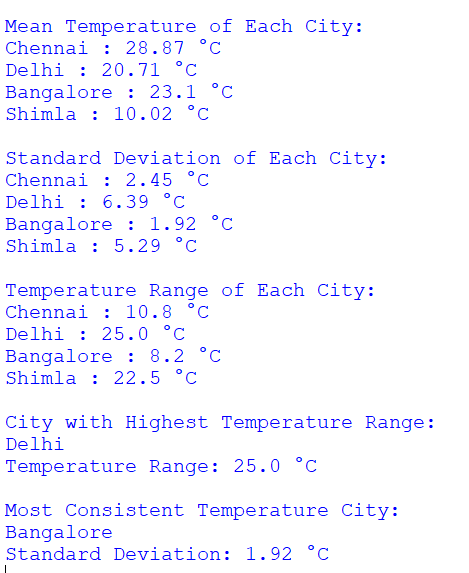 Mean Temperature of Each City:
Chennai : 28.87 °C
Delhi : 20.71 °C
Bangalore : 23.1 °C
Shimla : 10.02 °C
Standard Deviation of Each City:
Chennai : 2.45 °C
Delhi : 6.39 °C
Bangalore : 1.92 °C
Shimla : 5.29 °C
Temperature Range of Each City:
Chennai : 10.8 °C
Delhi : 25.0 °C
Bangalore : 8.2 °C
Shimla : 22.5 °C
City with Highest Temperature Range:
Delhi
Temperature Range: 25.0 °C
Most Consistent Temperature City:
Bangalore
Standard Deviation: 1.92 °C